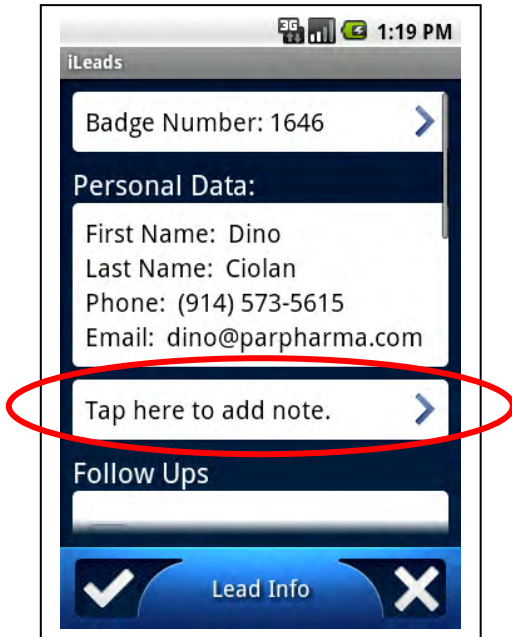 3G 1:19 PM
iLeads
Badge Number: 1646
Personal Data:
First Name: Dino
Last Name: Ciolan
Phone: (914) 573-5615
Email: dino@parpharma.com
Tap here to add note.
Follow Ups
Lead Info